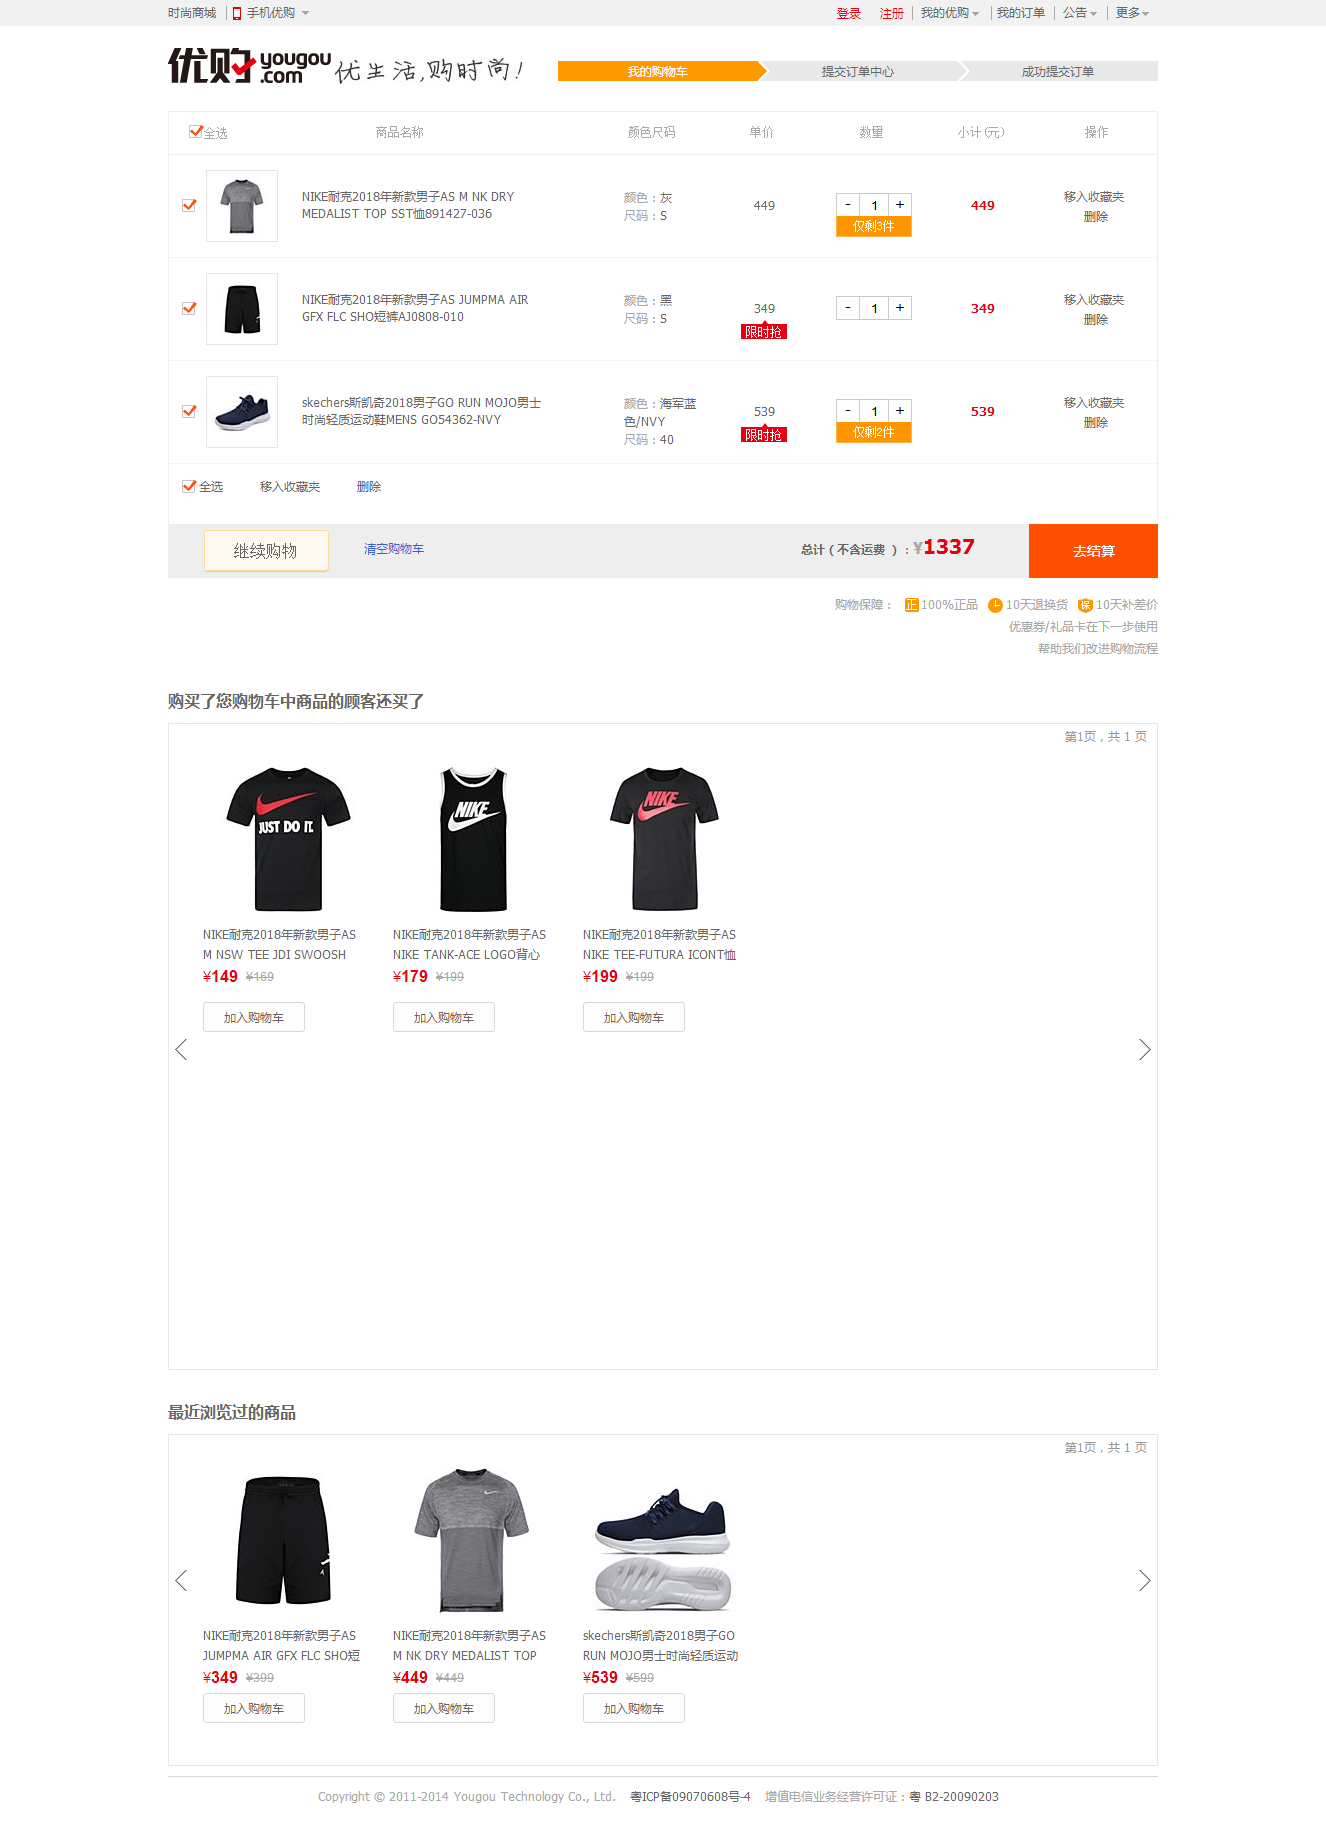 时尚商城 手机优购 登录 注册 我的优购 我的订单 公告 更多
优购 yougou.com 优生活,购时尚!
我的购物车 提交订单中心 成功提交订单
全选 商品名称 颜色尺码 单价 数量 小计(元) 操作
NIKE耐克2018年新款男子AS M NK DRY
MEDALIST TOP SST恤891427-036
颜色：灰
尺码：S
449
- 1 +
仅剩3件
449
移入收藏夹
删除
NIKE耐克2018年新款男子AS JUMPMA AIR
GFX FLC SHO短裤AJ0808-010
颜色：黑
尺码：S
349
限时抢
- 1 +
349
移入收藏夹
删除
skechers斯凯奇2018男子GO RUN MOJO男士
时尚轻质运动鞋MENS GO54362-NVY
颜色：海军蓝
色/NVY
尺码：40
539
限时抢
- 1 +
仅剩2件
539
移入收藏夹
删除
全选 移入收藏夹 删除
继续购物 清空购物车 总计（不含运费 ）：¥1337 去结算
购物保障： 正 100%正品 10天退换货 保 10天补差价
优惠券/礼品卡在下一步使用
帮助我们改进购物流程
购买了您购物车中商品的顾客还买了
第1页，共 1 页
JUST DO IT.
NIKE
NIKE
NIKE耐克2018年新款男子AS
M NSW TEE JDI SWOOSH
¥149 ¥169
加入购物车
NIKE耐克2018年新款男子AS
NIKE TANK-ACE LOGO背心
¥179 ¥199
加入购物车
NIKE耐克2018年新款男子AS
NIKE TEE-FUTURA ICONT恤
¥199 ¥199
加入购物车
最近浏览过的商品
第1页，共 1 页
NIKE耐克2018年新款男子AS
JUMPMA AIR GFX FLC SHO短
¥349 ¥399
加入购物车
NIKE耐克2018年新款男子AS
M NK DRY MEDALIST TOP
¥449 ¥449
加入购物车
skechers斯凯奇2018男子GO
RUN MOJO男士时尚轻质运动
¥539 ¥599
加入购物车
Copyright © 2011-2014 Yougou Technology Co., Ltd. 粤ICP备09070608号-4 增值电信业务经营许可证：粤 B2-20090203